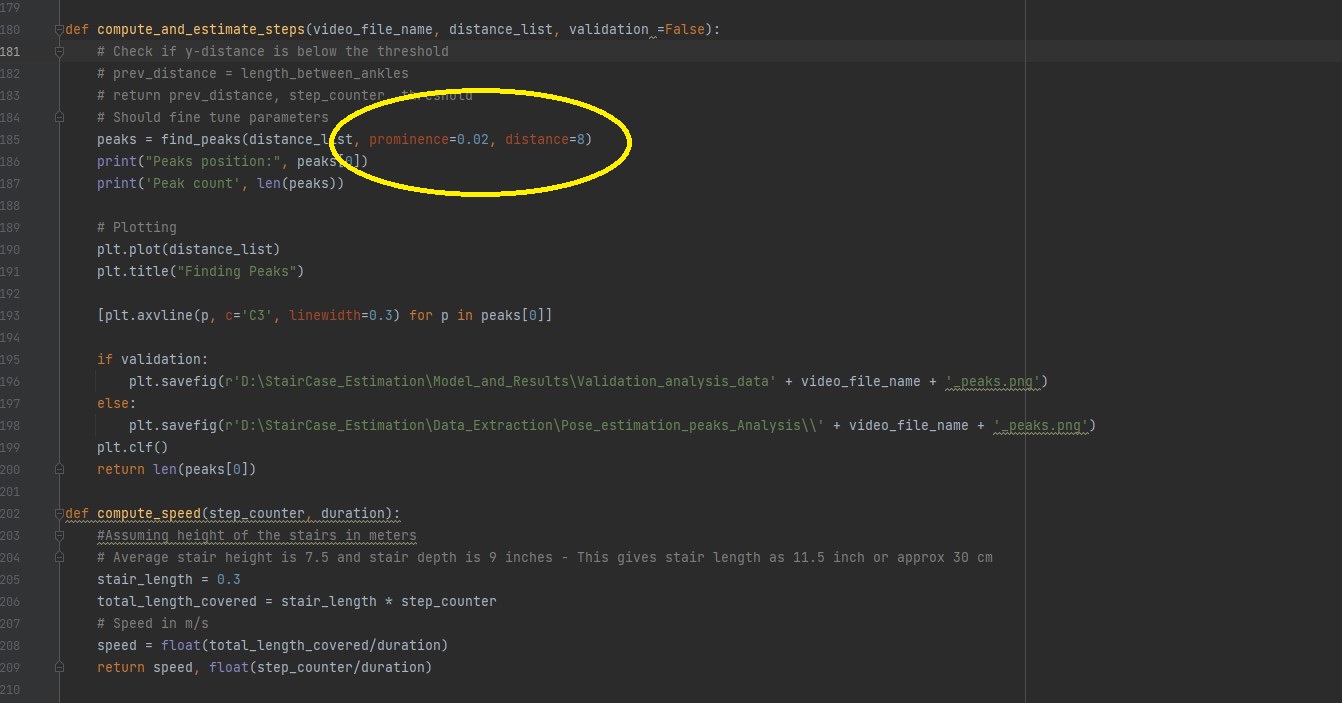 179
180 def compute_and_estimate_steps(video_file_name, distance_list, validation =False):
181 # Check if y-distance is below the threshold
182 # prev_distance = length_between_ankles
183 # return prev_distance, step_counter, threshold
184 # Should fine tune parameters
185 peaks = find_peaks(distance_list, prominence=0.02, distance=8)
186 print("Peaks position:", peaks[0])
187 print('Peak count', len(peaks))
188
189 # Plotting
190 plt.plot(distance_list)
191 plt.title("Finding Peaks")
192
193 [plt.axvline(p, c='C3', linewidth=0.3) for p in peaks[0]]
194
195 if validation:
196 plt.savefig(r'D:\StairCase_Estimation\Model_and_Results\Validation_analysis_data' + video_file_name + '_peaks.png')
197 else:
198 plt.savefig(r'D:\StairCase_Estimation\Data_Extraction\Pose_estimation_peaks_Analysis\\' + video_file_name + '_peaks.png')
199 plt.clf()
200 return len(peaks[0])
201
202 def compute_speed(step_counter, duration):
203 #Assuming height of the stairs in meters
204 # Average stair height is 7.5 and stair depth is 9 inches - This gives stair length as 11.5 inch or approx 30 cm
205 stair_length = 0.3
206 total_length_covered = stair_length * step_counter
207 # Speed in m/s
208 speed = float(total_length_covered/duration)
209 return speed, float(step_counter/duration)
210